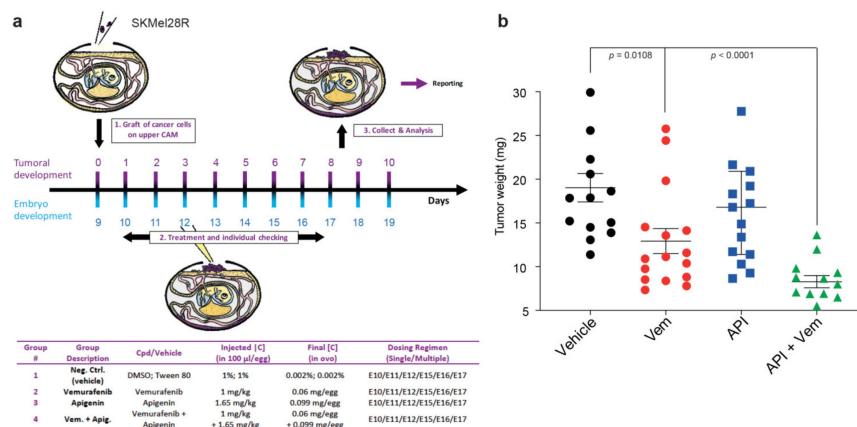 a
SKMel28R
1. Graft of cancer cells
on upper CAM
Reporting
3. Collect & Analysis
Tumoral
development
0 1 2 3 4 5 6 7 8 9 10
Days
Embryo
development
9 10 11 12 13 14 15 16 17 18 19
2. Treatment and individual checking
Group # Group Description Cpd/Vehicle Injected [C] (in 100 µl/egg) Final [C] (in ovo) Dosing Regimen (Single/Multiple)
1 Neg. Ctrl. (vehicle) DMSO; Tween 80 1%; 1% 0.002%; 0.002% E10/E11/E12/E15/E16/E17
2 Vemurafenib Vemurafenib 1 mg/kg 0.06 mg/egg E10/E11/E12/E15/E16/E17
3 Apigenin Apigenin 1.65 mg/kg 0.099 mg/egg E10/E11/E12/E15/E16/E17
4 Vem. + Apig. Vemurafenib + Apigenin 1 mg/kg + 1.65 mg/kg 0.06 + 0.099 mg/egg E10/E11/E12/E15/E16/E17
b
p = 0.0108 p < 0.0001
Tumor weight (mg)
30
25
20
15
10
5
Vehicle
Vem
API
API + Vem